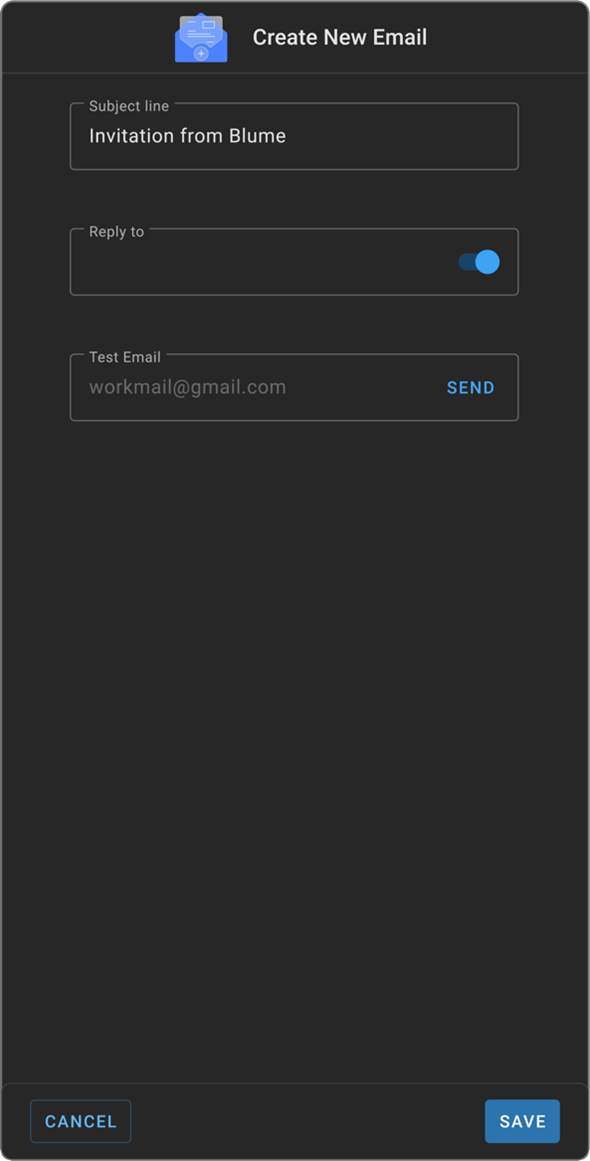 Create New Email
Subject line
Invitation from Blume
Reply to
Test Email
workmail@gmail.com
SEND
CANCEL
SAVE